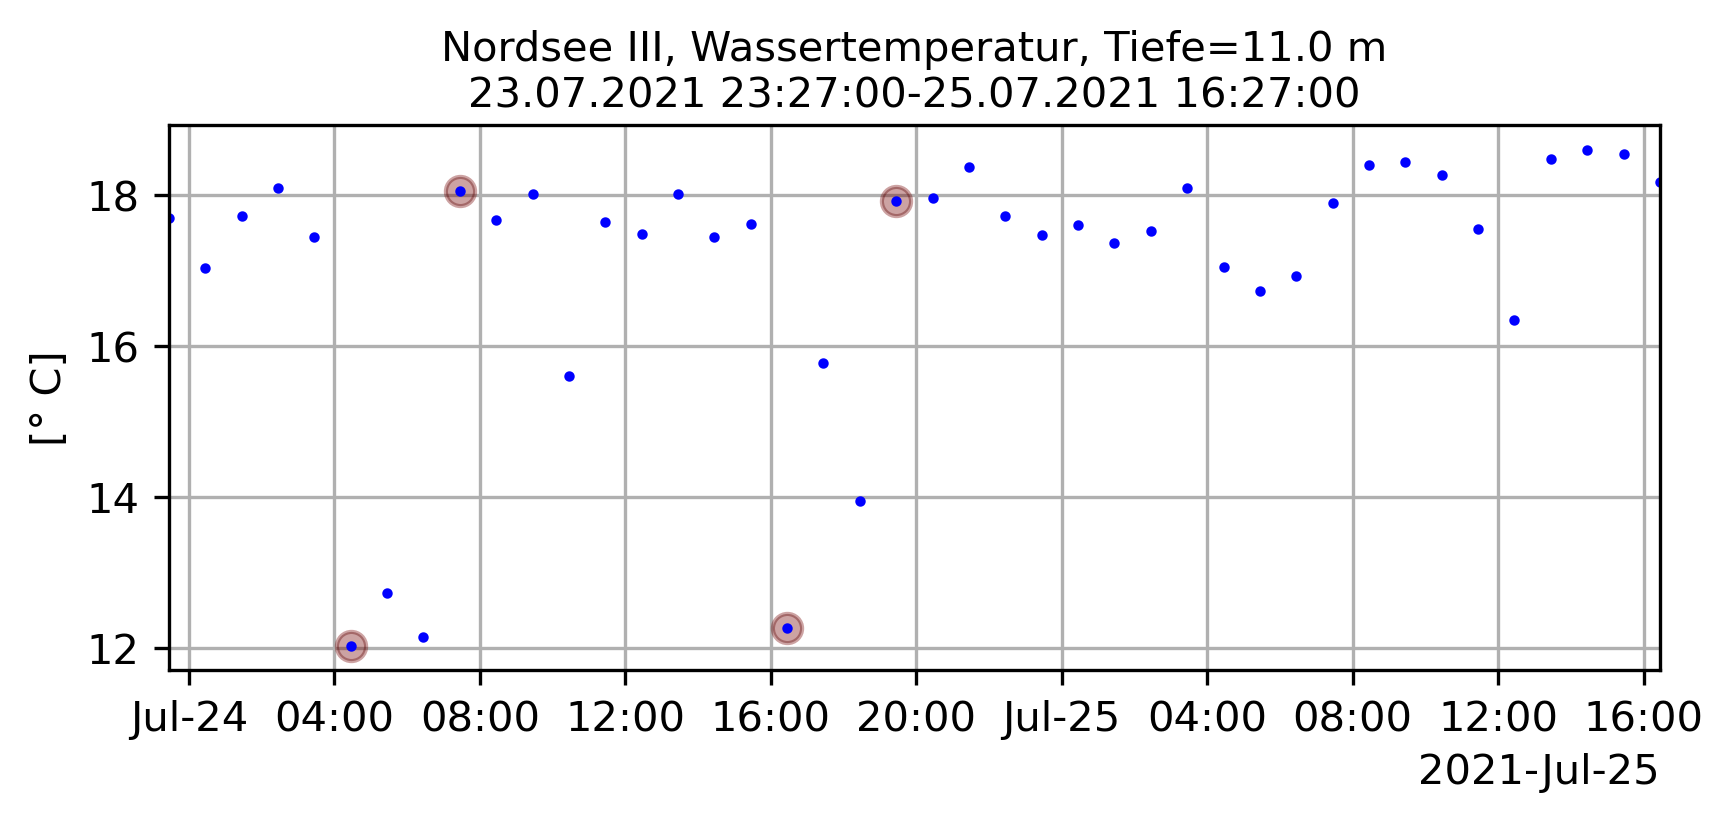 Nordsee III, Wassertemperatur, Tiefe=11.0 m
23.07.2021 23:27:00-25.07.2021 16:27:00
[° C]
18
16
14
12
Jul-24 04:00 08:00 12:00 16:00 20:00 Jul-25 04:00 08:00 12:00 16:00
2021-Jul-25